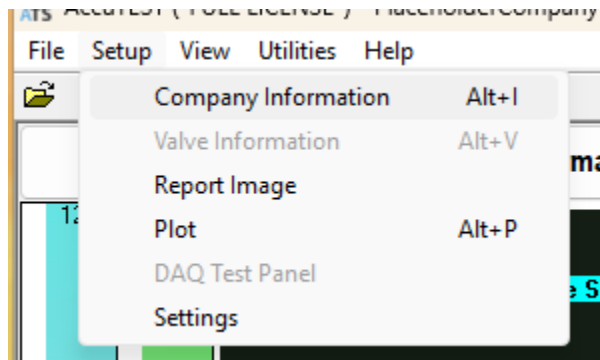 ATS AccuTEST ( FULL LICENSE ) - PlaceholderCompany
File Setup View Utilities Help
Company Information Alt+I
Valve Information Alt+V
Report Image
Plot Alt+P
DAQ Test Panel
Settings